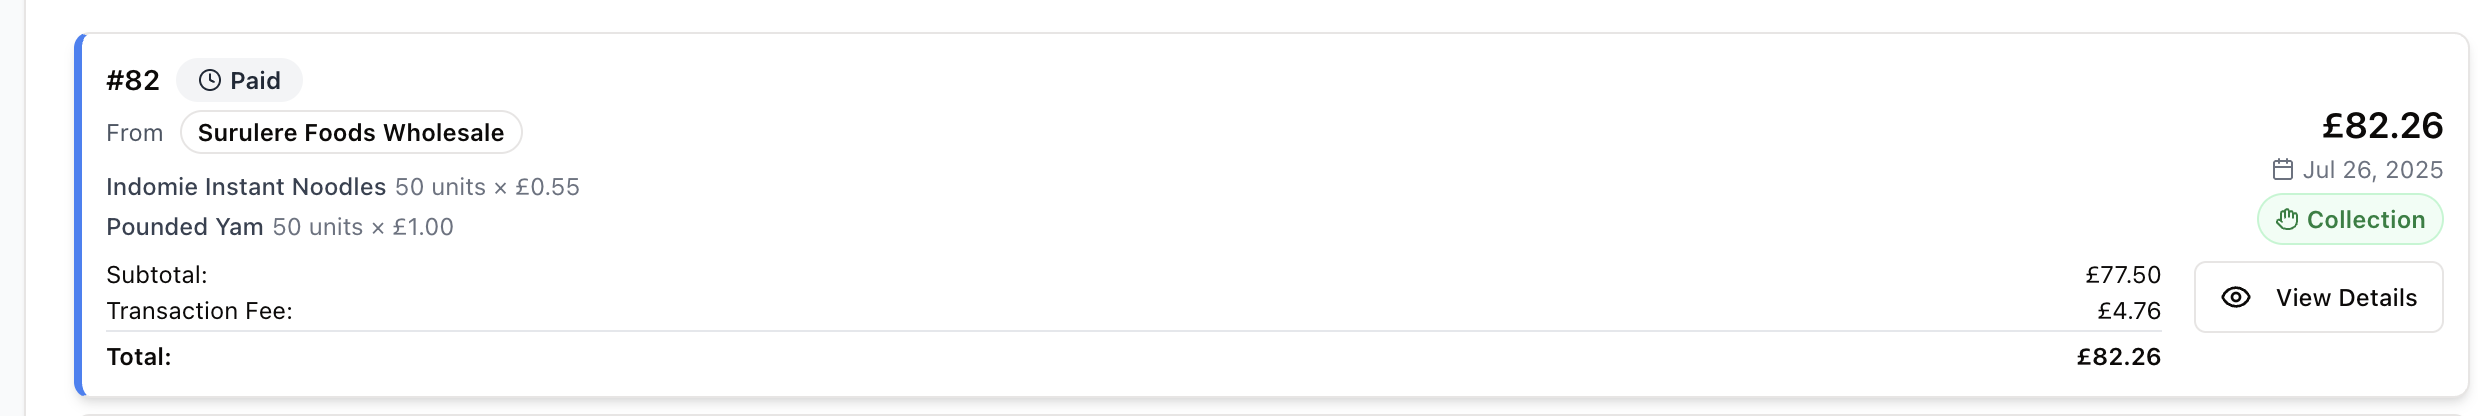 #82 Paid
From Surulere Foods Wholesale
Indomie Instant Noodles 50 units × £0.55
Pounded Yam 50 units × £1.00
Subtotal: £77.50
Transaction Fee: £4.76
Total: £82.26
£82.26
Jul 26, 2025
Collection
View Details